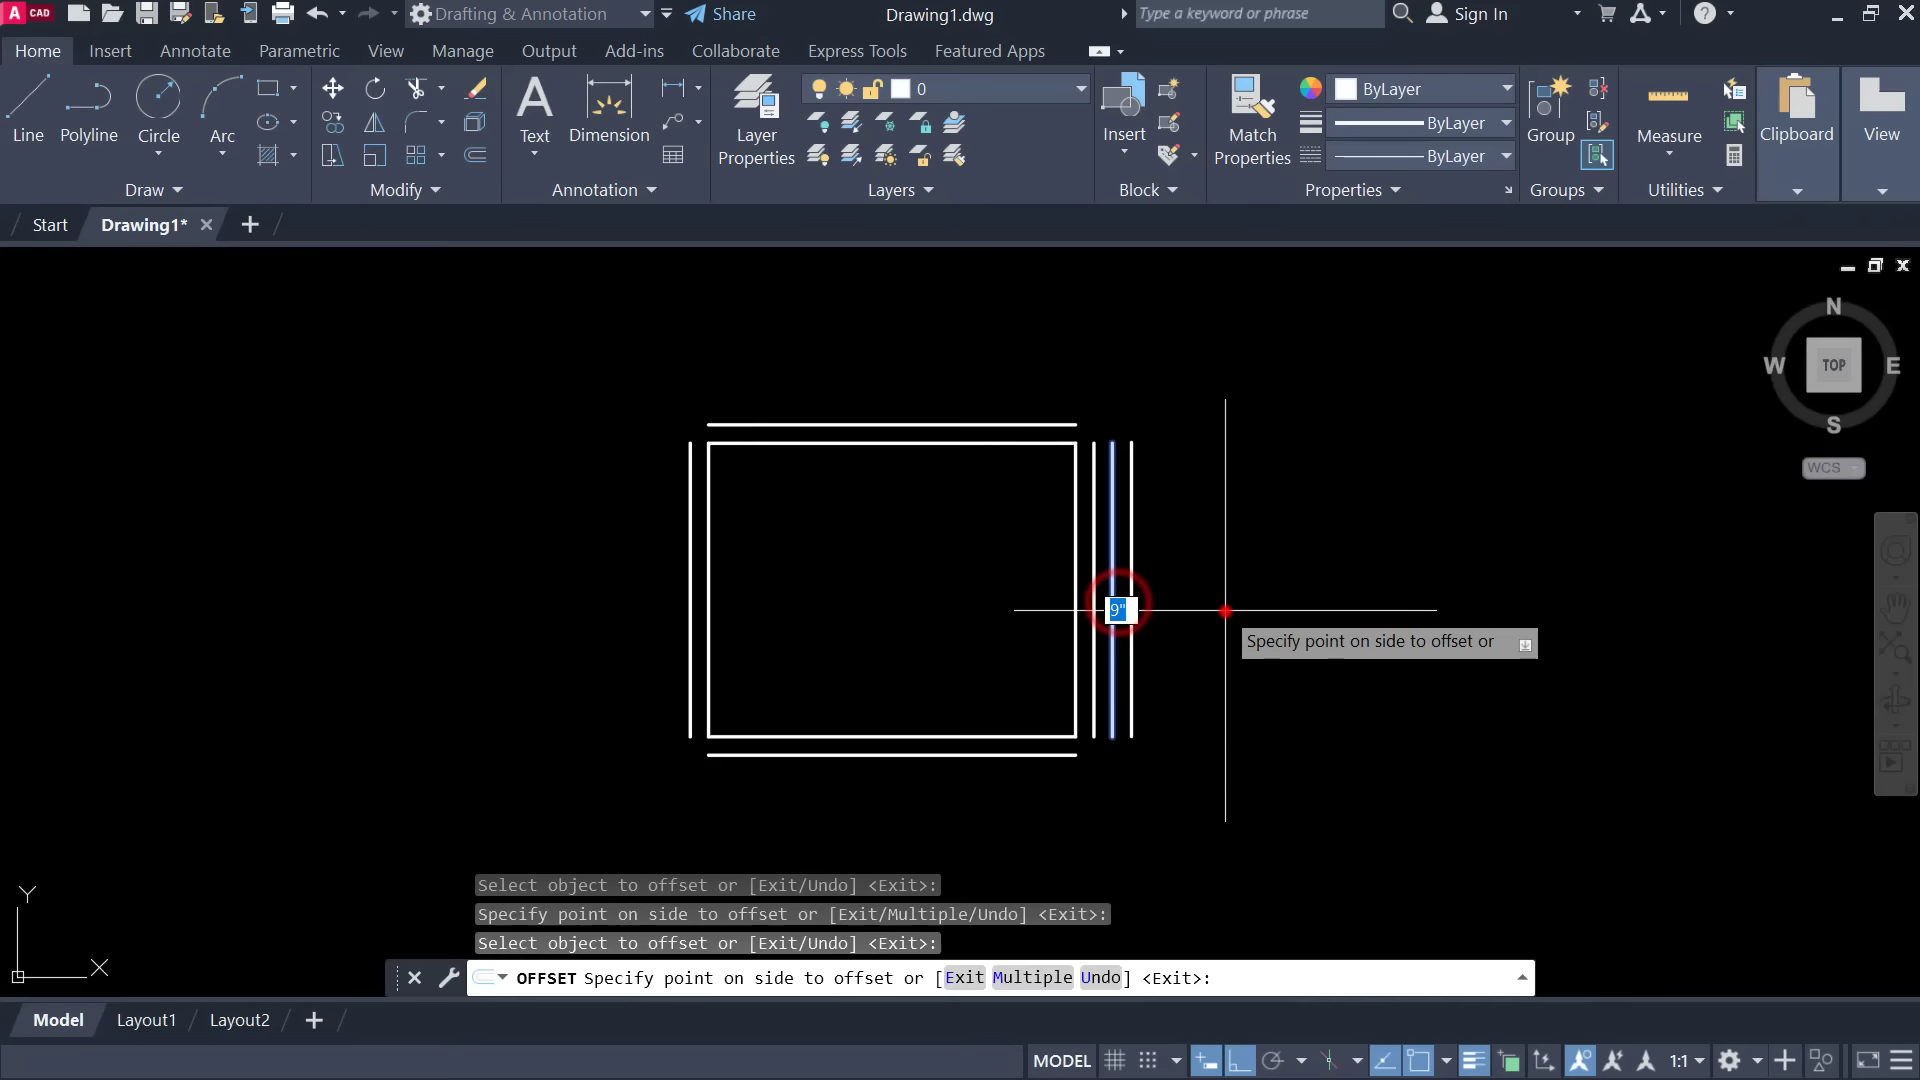 A CAD
Drafting & Annotation
Share
Drawing1.dwg
Type a keyword or phrase
Sign In
Home
Insert
Annotate
Parametric
View
Manage
Output
Add-ins
Collaborate
Express Tools
Featured Apps
Line
Polyline
Circle
Arc
Text
Dimension
Layer
Properties
0
Insert
Match
Properties
ByLayer
ByLayer
ByLayer
Group
Measure
Clipboard
View
Draw
Modify
Annotation
Layers
Block
Properties
Groups
Utilities
Start
Drawing1*
N
W
TOP
E
S
WCS
9"
Specify point on side to offset or
Y
X
Select object to offset or [Exit/Undo] <Exit>:
Specify point on side to offset or [Exit/Multiple/Undo] <Exit>:
Select object to offset or [Exit/Undo] <Exit>:
OFFSET Specify point on side to offset or [Exit Multiple Undo] <Exit>:
Model
Layout1
Layout2
MODEL
1:1